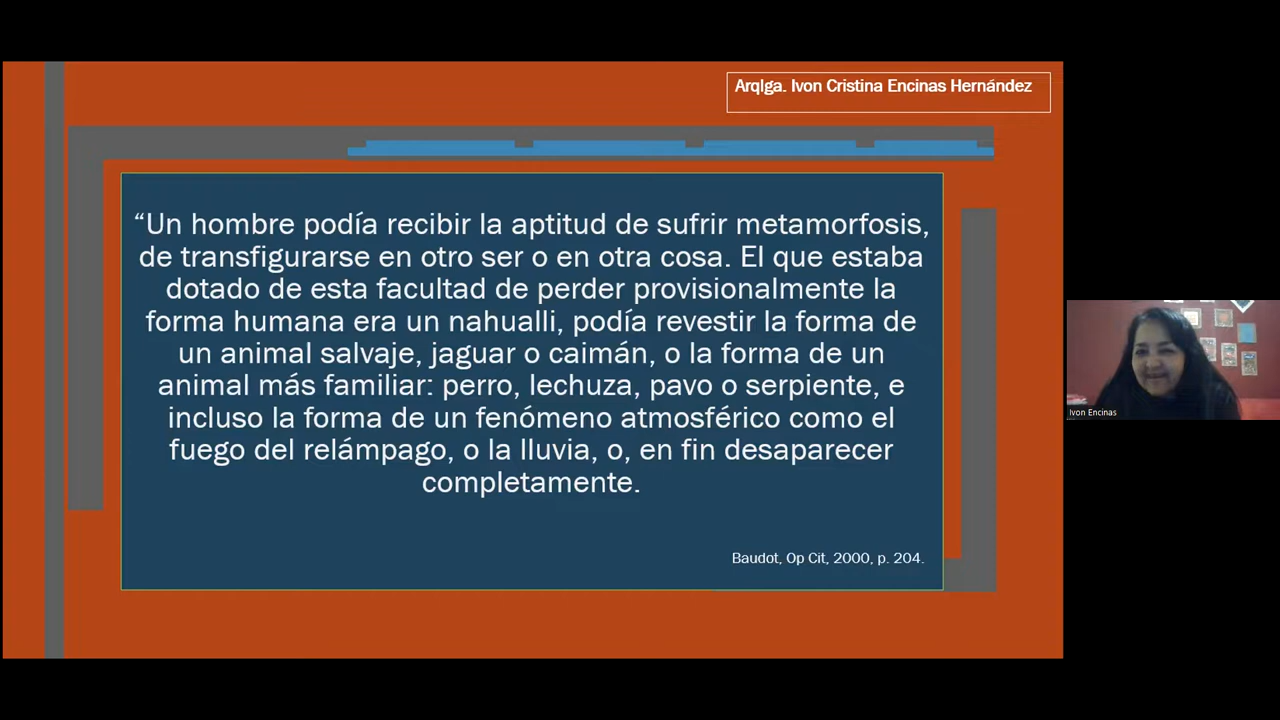 Arqlga. Ivon Cristina Encinas Hernández
“Un hombre podía recibir la aptitud de sufrir metamorfosis,
de transfigurarse en otro ser o en otra cosa. El que estaba
dotado de esta facultad de perder provisionalmente la
forma humana era un nahualli, podía revestir la forma de
un animal salvaje, jaguar o caimán, o la forma de un
animal más familiar: perro, lechuza, pavo o serpiente, e
incluso la forma de un fenómeno atmosférico como el
fuego del relámpago, o la lluvia, o, en fin desaparecer
completamente.
Baudot, Op Cit, 2000, p. 204.
Ivon Encinas